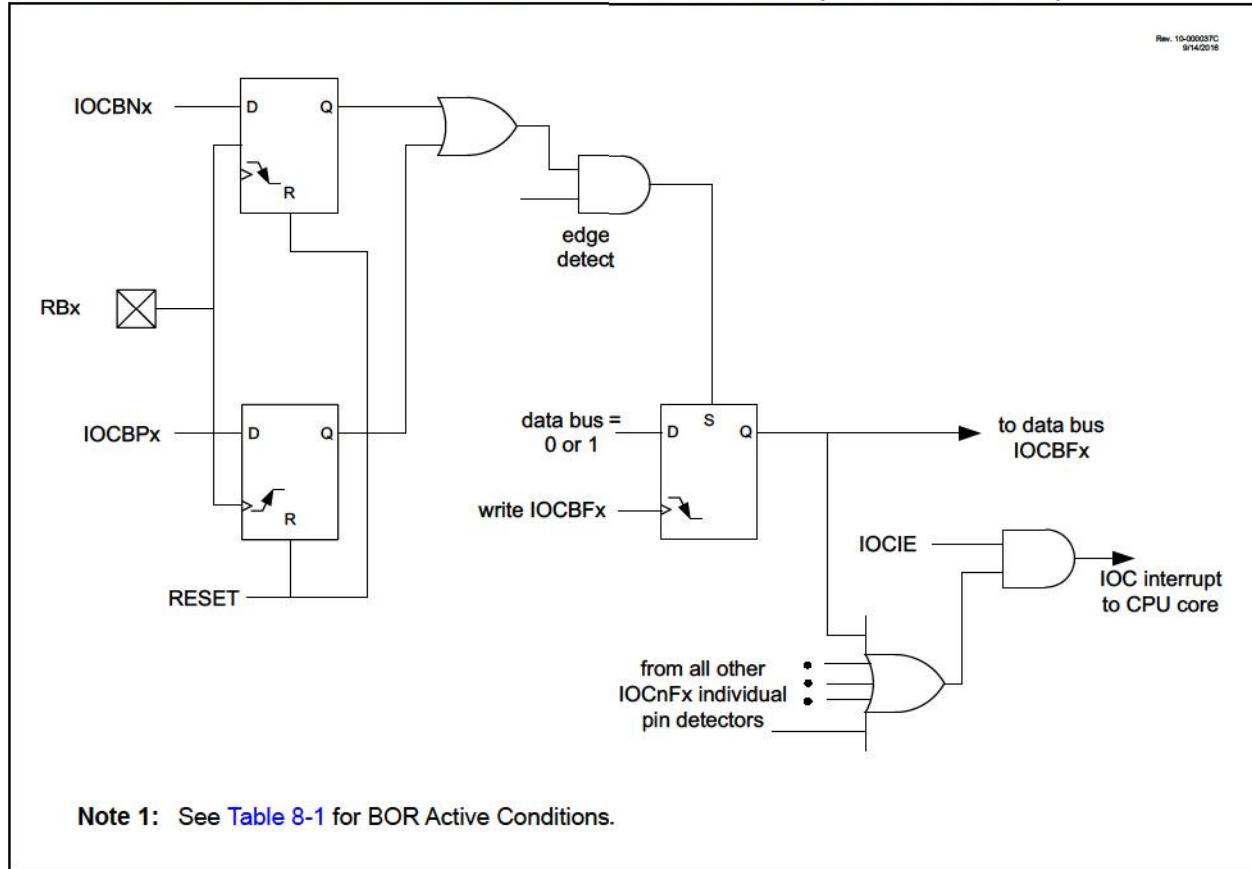 Rev. 10-000037C
9/14/2016
IOCBNx
D
Q
R
edge
detect
RBx
IOCBPx
D
Q
R
RESET
data bus =
0 or 1
D
S
Q
write IOCBFx
to data bus
IOCBFx
IOCIE
IOC interrupt
to CPU core
from all other
IOCnFx individual
pin detectors
Note 1: See Table 8-1 for BOR Active Conditions.